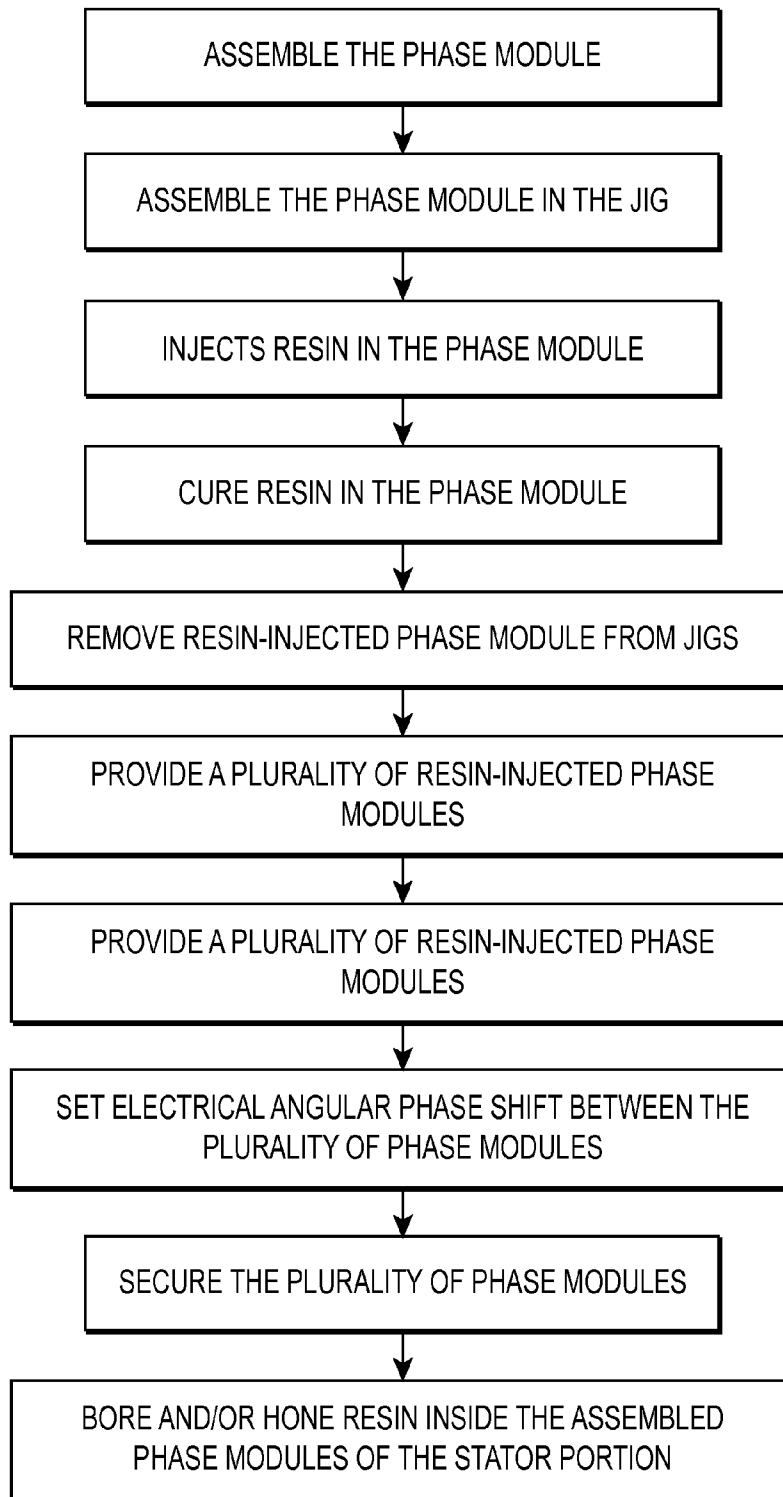 ASSEMBLE THE PHASE MODULE
ASSEMBLE THE PHASE MODULE IN THE JIG
INJECTS RESIN IN THE PHASE MODULE
CURE RESIN IN THE PHASE MODULE
REMOVE RESIN-INJECTED PHASE MODULE FROM JIGS
PROVIDE A PLURALITY OF RESIN-INJECTED PHASE
MODULES
PROVIDE A PLURALITY OF RESIN-INJECTED PHASE
MODULES
SET ELECTRICAL ANGULAR PHASE SHIFT BETWEEN THE
PLURALITY OF PHASE MODULES
SECURE THE PLURALITY OF PHASE MODULES
BORE AND/OR HONE RESIN INSIDE THE ASSEMBLED
PHASE MODULES OF THE STATOR PORTION